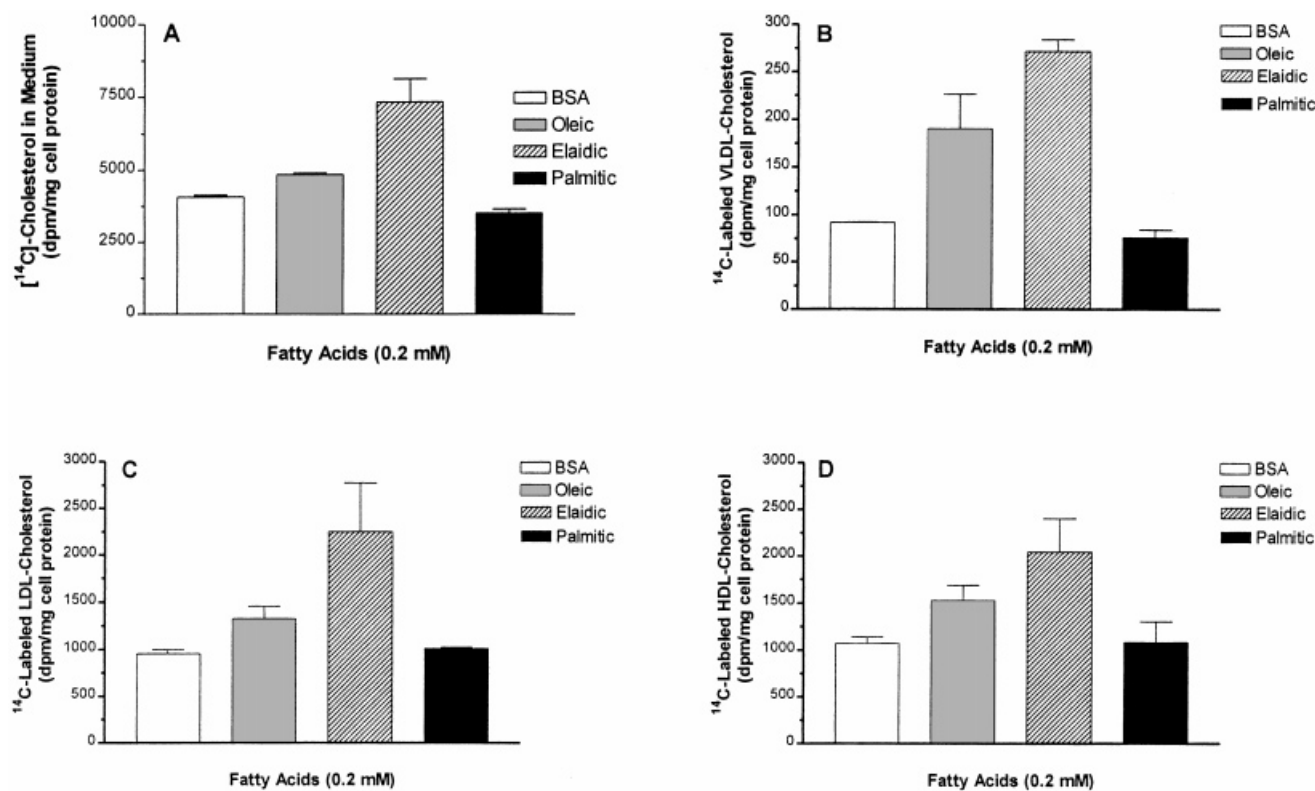 A
[¹⁴C]-Cholesterol in Medium
(dpm/mg cell protein)
10000
7500
5000
2500
0
BSA
Oleic
Elaidic
Palmitic
Fatty Acids (0.2 mM)
B
¹⁴C-Labeled VLDL-Cholesterol
(dpm/mg cell protein)
300
250
200
150
100
50
0
BSA
Oleic
Elaidic
Palmitic
Fatty Acids (0.2 mM)
C
¹⁴C-Labeled LDL-Cholesterol
(dpm/mg cell protein)
3000
2500
2000
1500
1000
500
0
BSA
Oleic
Elaidic
Palmitic
Fatty Acids (0.2 mM)
D
¹⁴C-Labeled HDL-Cholesterol
(dpm/mg cell protein)
3000
2500
2000
1500
1000
500
0
BSA
Oleic
Elaidic
Palmitic
Fatty Acids (0.2 mM)